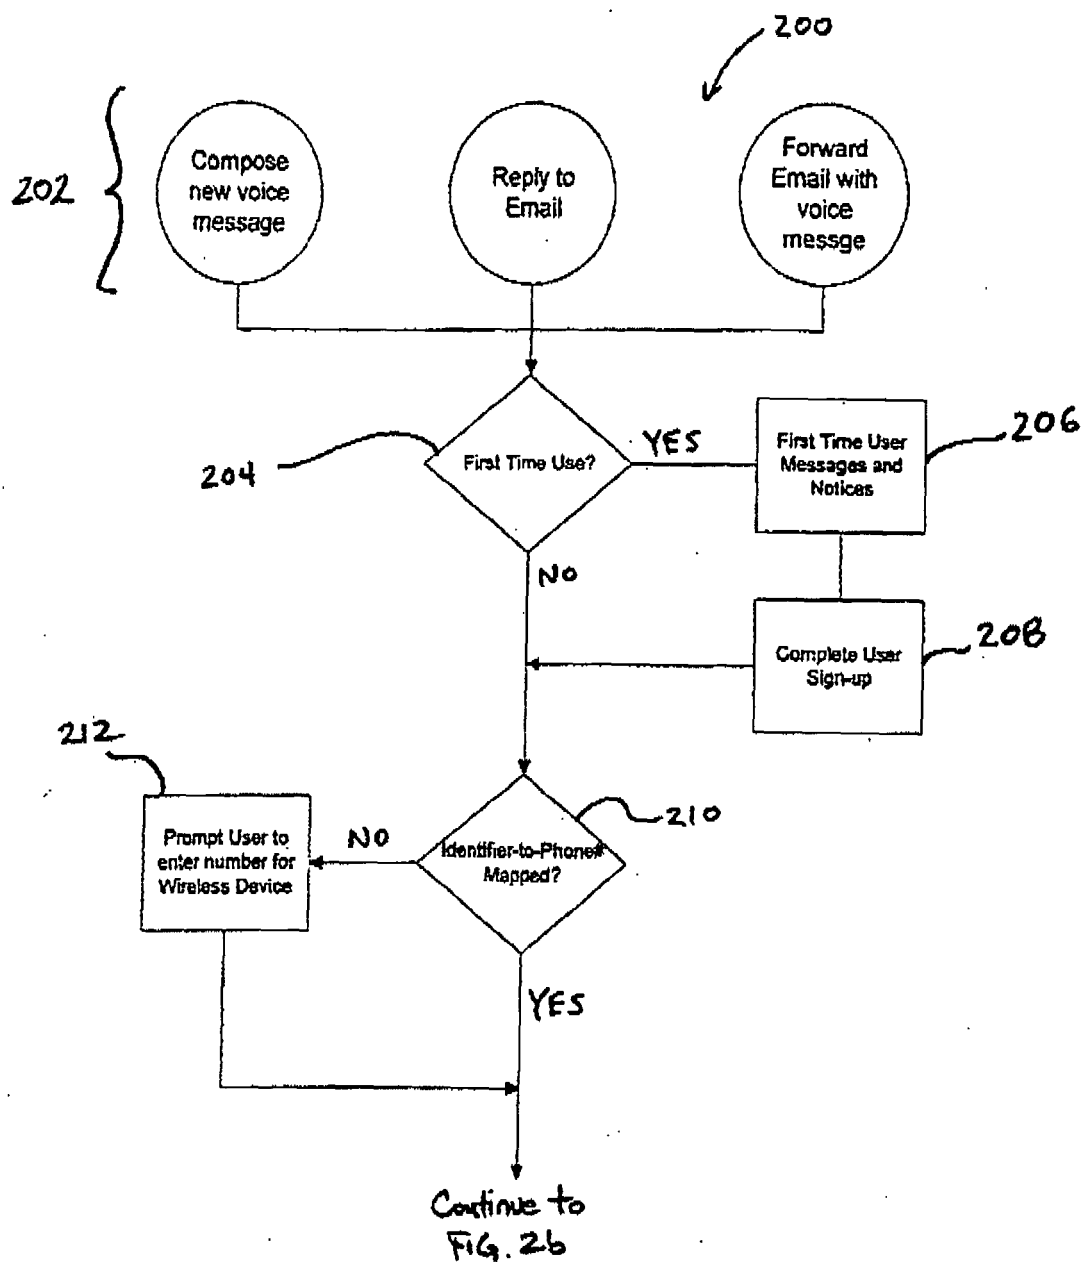 200
202
Compose
new voice
message
Reply to
Email
Forward
Email with
voice
messge
204
First Time Use?
YES
First Time User
Messages and
Notices
206
NO
Complete User
Sign-up
208
212
Prompt User to
enter number for
Wireless Device
NO
Identifier-to-Phone#
Mapped?
210
YES
Continue to
FIG. 2b